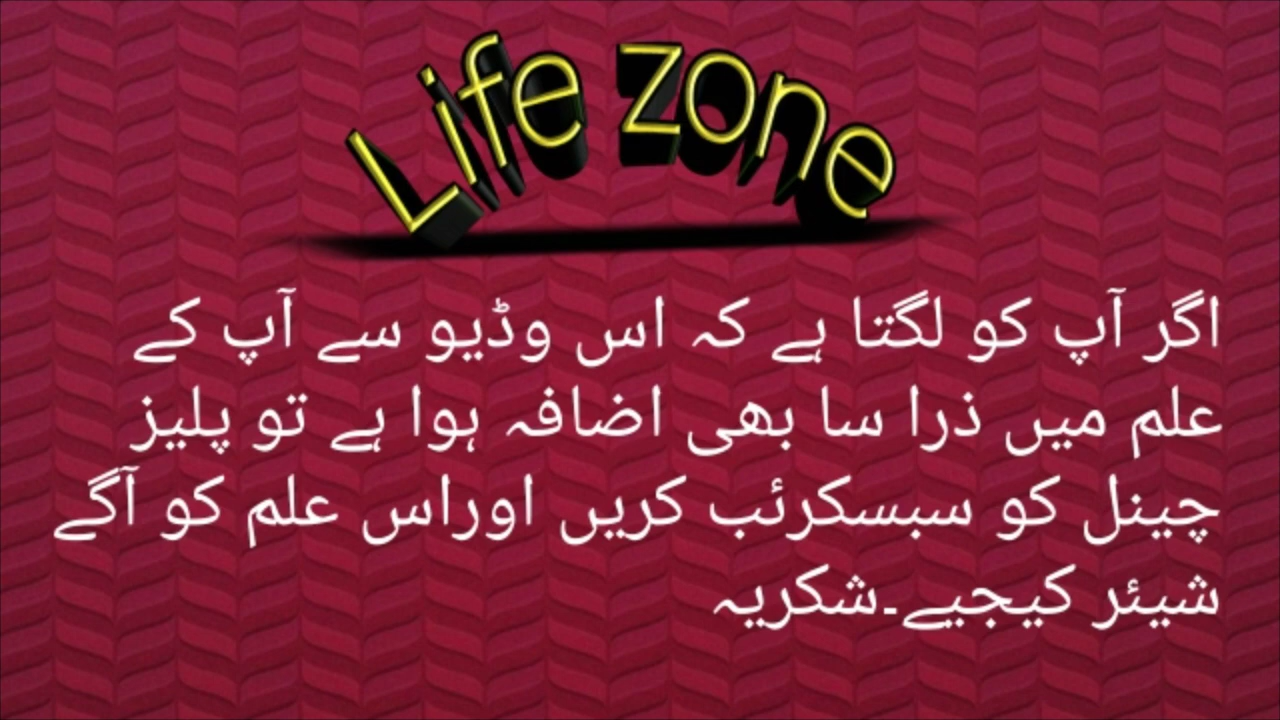 Life zone
اگر آپ کو لگتا ہے کہ اس وڈیو سے آپ کے
علم میں ذرا سا بھی اضافہ ہوا ہے تو پلیز
چینل کو سبسکرئب کریں اوراس علم کو آگے
شیئر کیجیے۔شکریہ